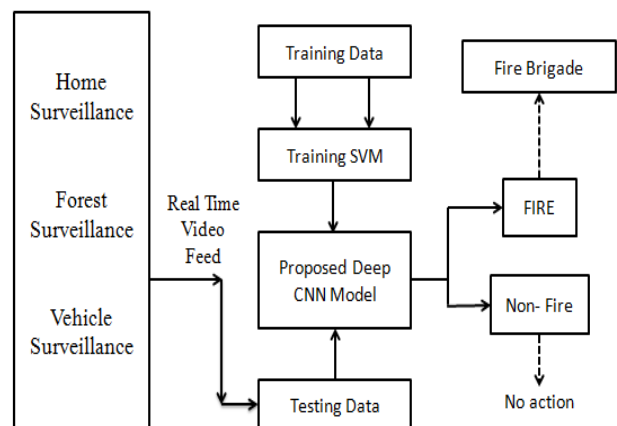 Home
Surveillance
Forest
Surveillance
Vehicle
Surveillance
Real Time
Video
Feed
Training Data
Training SVM
Proposed Deep
CNN Model
Testing Data
Fire Brigade
FIRE
Non- Fire
No action